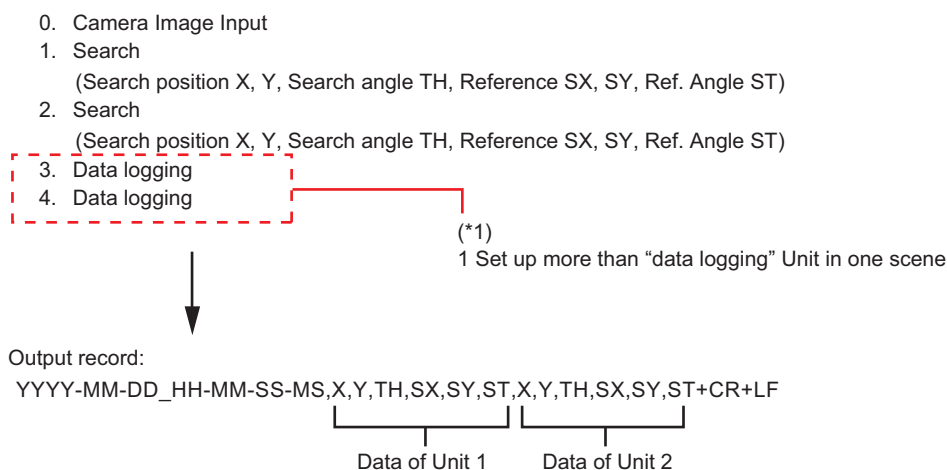 0. Camera Image Input
1. Search
(Search position X, Y, Search angle TH, Reference SX, SY, Ref. Angle ST)
2. Search
(Search position X, Y, Search angle TH, Reference SX, SY, Ref. Angle ST)
3. Data logging
4. Data logging
(*1)
1 Set up more than “data logging” Unit in one scene
Output record:
YYYY-MM-DD_HH-MM-SS-MS,X,Y,TH,SX,SY,ST,X,Y,TH,SX,SY,ST+CR+LF
Data of Unit 1 Data of Unit 2